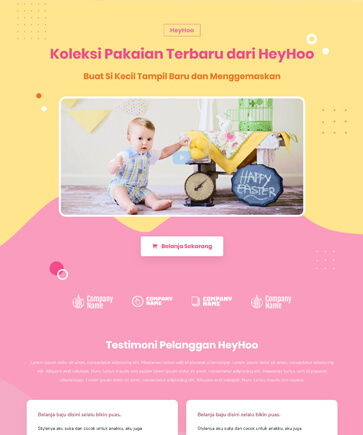 HeyHoo
Koleksi Pakaian Terbaru dari HeyHoo
Buat Si Kecil Tampil Baru dan Menggemaskan
HAPPY
EASTER
Belanja Sekarang
Company
Name
COMPANY
NAME
COMPANY
NAME
Company
Name
Testimoni Pelanggan HeyHoo
Belanja baju disini selalu bikin puas. Belanja baju disini selalu bikin puas.
Stylenya aku suka dan cocok untuk anakku, aku juga Stylenya aku suka dan cocok untuk anakku, aku juga